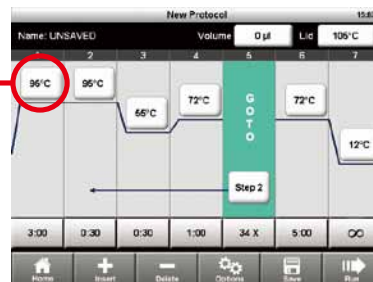 New Protocol 15:03
Name: UNSAVED Volume 0 µl Lid 105°C
1 2 3 4 5 6 7
95°C 95°C 55°C 72°C GOTO 72°C 12°C
Step 2
3:00 0:30 0:30 1:00 34 X 5:00 ∞
Home Insert Delete Options Save Run